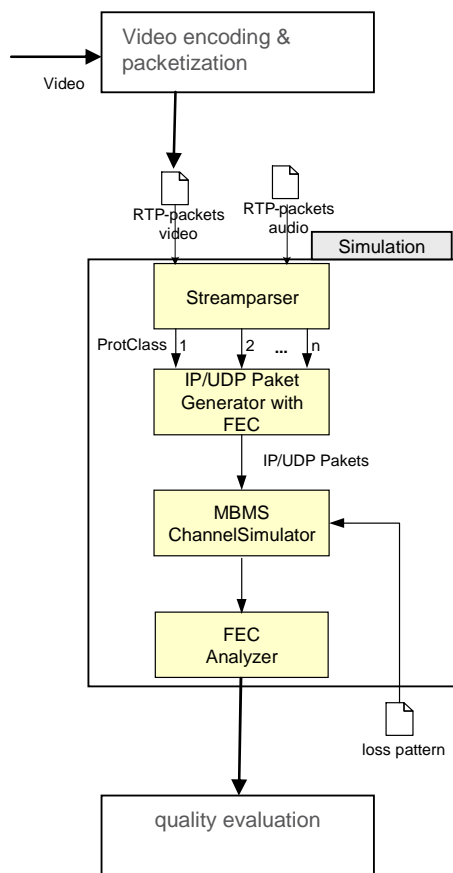 Video encoding &
packetization
Video
RTP-packets
video
RTP-packets
audio
Simulation
Streamparser
ProtClass 1 2 ... n
IP/UDP Paket
Generator with
FEC
IP/UDP Pakets
MBMS
ChannelSimulator
FEC
Analyzer
loss pattern
quality evaluation